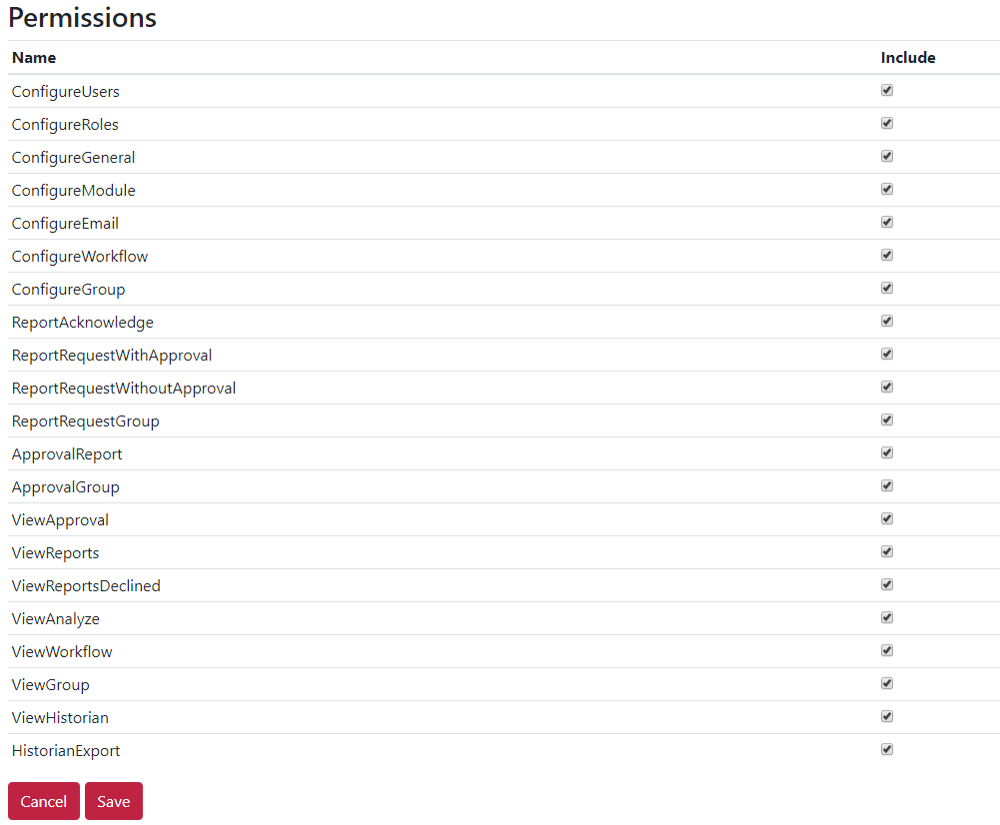 Permissions
Name Include
ConfigureUsers
ConfigureRoles
ConfigureGeneral
ConfigureModule
ConfigureEmail
ConfigureWorkflow
ConfigureGroup
ReportAcknowledge
ReportRequestWithApproval
ReportRequestWithoutApproval
ReportRequestGroup
ApprovalReport
ApprovalGroup
ViewApproval
ViewReports
ViewReportsDeclined
ViewAnalyze
ViewWorkflow
ViewGroup
ViewHistorian
HistorianExport
Cancel Save